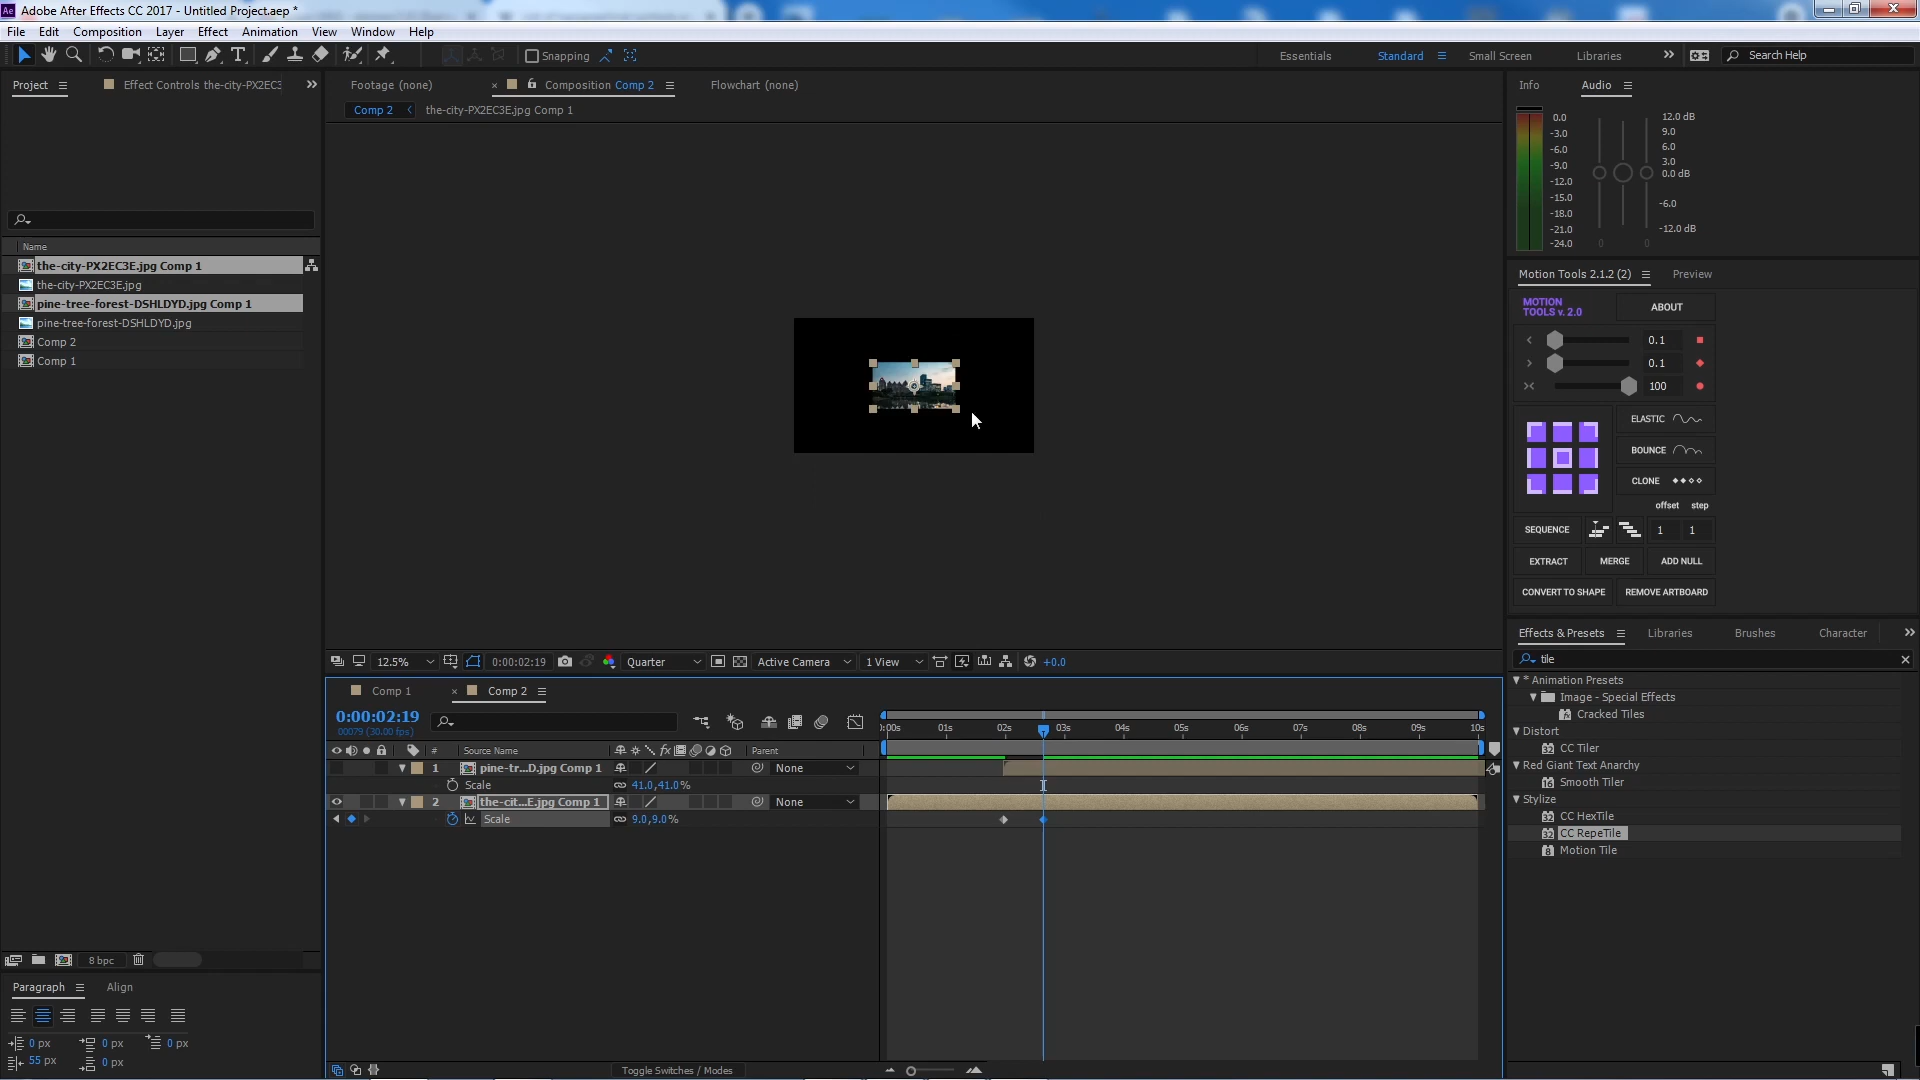 Adobe After Effects CC 2017 - Untitled Project.aep *
File Edit Composition Layer Effect Animation View Window Help
Snapping
Essentials Standard Small Screen Libraries
Search Help
Project
Effect Controls the-city-PX2EC3
Footage (none)
Composition Comp 2
Flowchart (none)
Comp 2
the-city-PX2EC3E.jpg Comp 1
Name
the-city-PX2EC3E.jpg Comp 1
the-city-PX2EC3E.jpg
pine-tree-forest-DSHLDYD.jpg Comp 1
pine-tree-forest-DSHLDYD.jpg
Comp 2
Comp 1
8 bpc
Paragraph Align
0 px 0 px 0 px
55 px 0 px
12.5% 0:00:02:19 Quarter Active Camera 1 View +0.0
Comp 1 Comp 2
0:00:02:19
00079 (30.00 fps)
:00s 01s 02s 03s 04s 05s 06s 07s 08s 09s 10s
# Source Name Parent
1 pine-tr...D.jpg Comp 1 None
Scale 41.0,41.0%
2 the-cit...E.jpg Comp 1 None
Scale 9.0,9.0%
Toggle Switches / Modes
Info Audio
0.0
-3.0
-6.0
-9.0
-12.0
-15.0
-18.0
-21.0
-24.0
12.0 dB
9.0
6.0
3.0
0.0 dB
-6.0
-12.0 dB
0 0
Motion Tools 2.1.2 (2) Preview
MOTION
TOOLS v. 2.0
ABOUT
0.1
0.1
100
ELASTIC
BOUNCE
CLONE
offset step
SEQUENCE 1 1
EXTRACT MERGE ADD NULL
CONVERT TO SHAPE REMOVE ARTBOARD
Effects & Presets Libraries Brushes Character
tile
* Animation Presets
Image - Special Effects
Cracked Tiles
Distort
CC Tiler
Red Giant Text Anarchy
Smooth Tiler
Stylize
CC HexTile
CC RepeTile
Motion Tile